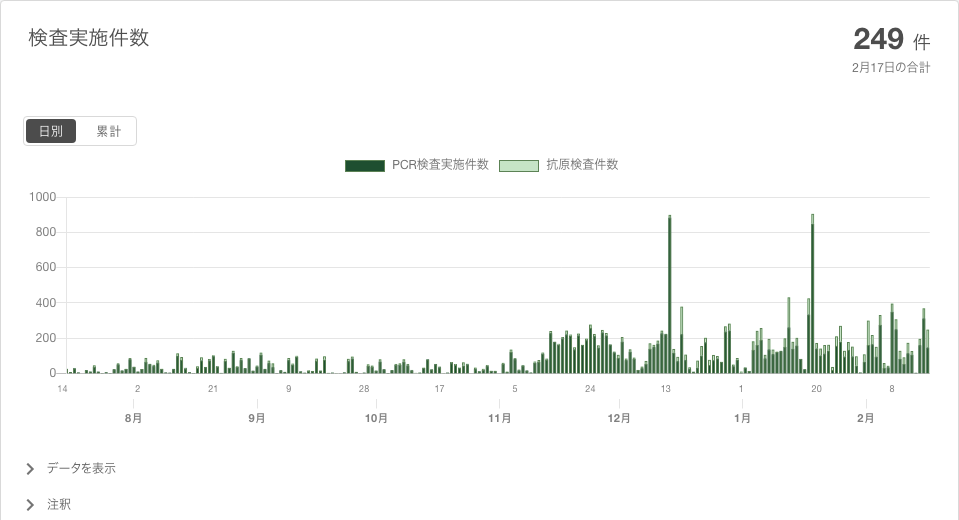 検査実施件数
249 件
2月17日の合計
日別 累計
PCR検査実施件数 抗原検査件数
1000
800
600
400
200
0
14 2 21 9 28 17 5 24 13 1 20 8
8月 9月 10月 11月 12月 1月 2月
データを表示
注釈